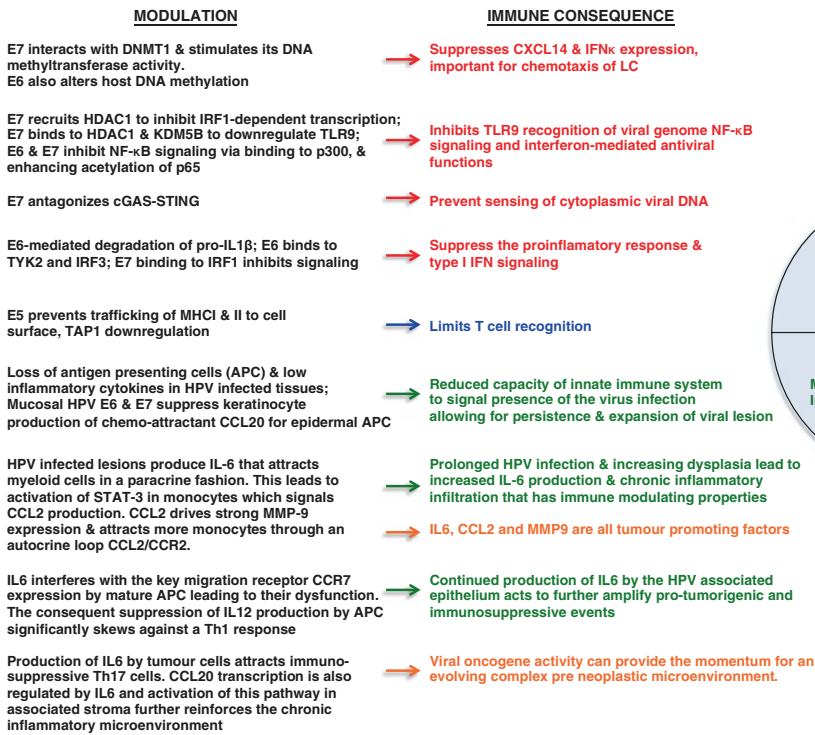 MODULATION
IMMUNE CONSEQUENCE
E7 interacts with DNMT1 & stimulates its DNA
methyltransferase activity.
E6 also alters host DNA methylation
Suppresses CXCL14 & IFNκ expression,
important for chemotaxis of LC
E7 recruits HDAC1 to inhibit IRF1-dependent transcription;
E7 binds to HDAC1 & KDM5B to downregulate TLR9;
E6 & E7 inhibit NF-κB signaling via binding to p300, &
enhancing acetylation of p65
Inhibits TLR9 recognition of viral genome NF-κB
signaling and interferon-mediated antiviral
functions
E7 antagonizes cGAS-STING
Prevent sensing of cytoplasmic viral DNA
E6-mediated degradation of pro-IL1β; E6 binds to
TYK2 and IRF3; E7 binding to IRF1 inhibits signaling
Suppress the proinflamatory response &
type I IFN signaling
E5 prevents trafficking of MHCI & II to cell
surface, TAP1 downregulation
Limits T cell recognition
Loss of antigen presenting cells (APC) & low
inflammatory cytokines in HPV infected tissues;
Mucosal HPV E6 & E7 suppress keratinocyte
production of chemo-attractant CCL20 for epidermal APC
Reduced capacity of innate immune system
to signal presence of the virus infection
allowing for persistence & expansion of viral lesion
HPV infected lesions produce IL-6 that attracts
myeloid cells in a paracrine fashion. This leads to
activation of STAT-3 in monocytes which signals
CCL2 production. CCL2 drives strong MMP-9
expression & attracts more monocytes through an
autocrine loop CCL2/CCR2.
Prolonged HPV infection & increasing dysplasia lead to
increased IL-6 production & chronic inflammatory
infiltration that has immune modulating properties
IL6, CCL2 and MMP9 are all tumour promoting factors
IL6 interferes with the key migration receptor CCR7
expression by mature APC leading to their dysfunction.
The consequent suppression of IL12 production by APC
significantly skews against a Th1 response
Continued production of IL6 by the HPV associated
epithelium acts to further amplify pro-tumorigenic and
immunosuppressive events
Production of IL6 by tumour cells attracts immuno-
suppressive Th17 cells. CCL20 transcription is also
regulated by IL6 and activation of this pathway in
associated stroma further reinforces the chronic
inflammatory microenvironment
Viral oncogene activity can provide the momentum for an
evolving complex pre neoplastic microenvironment.